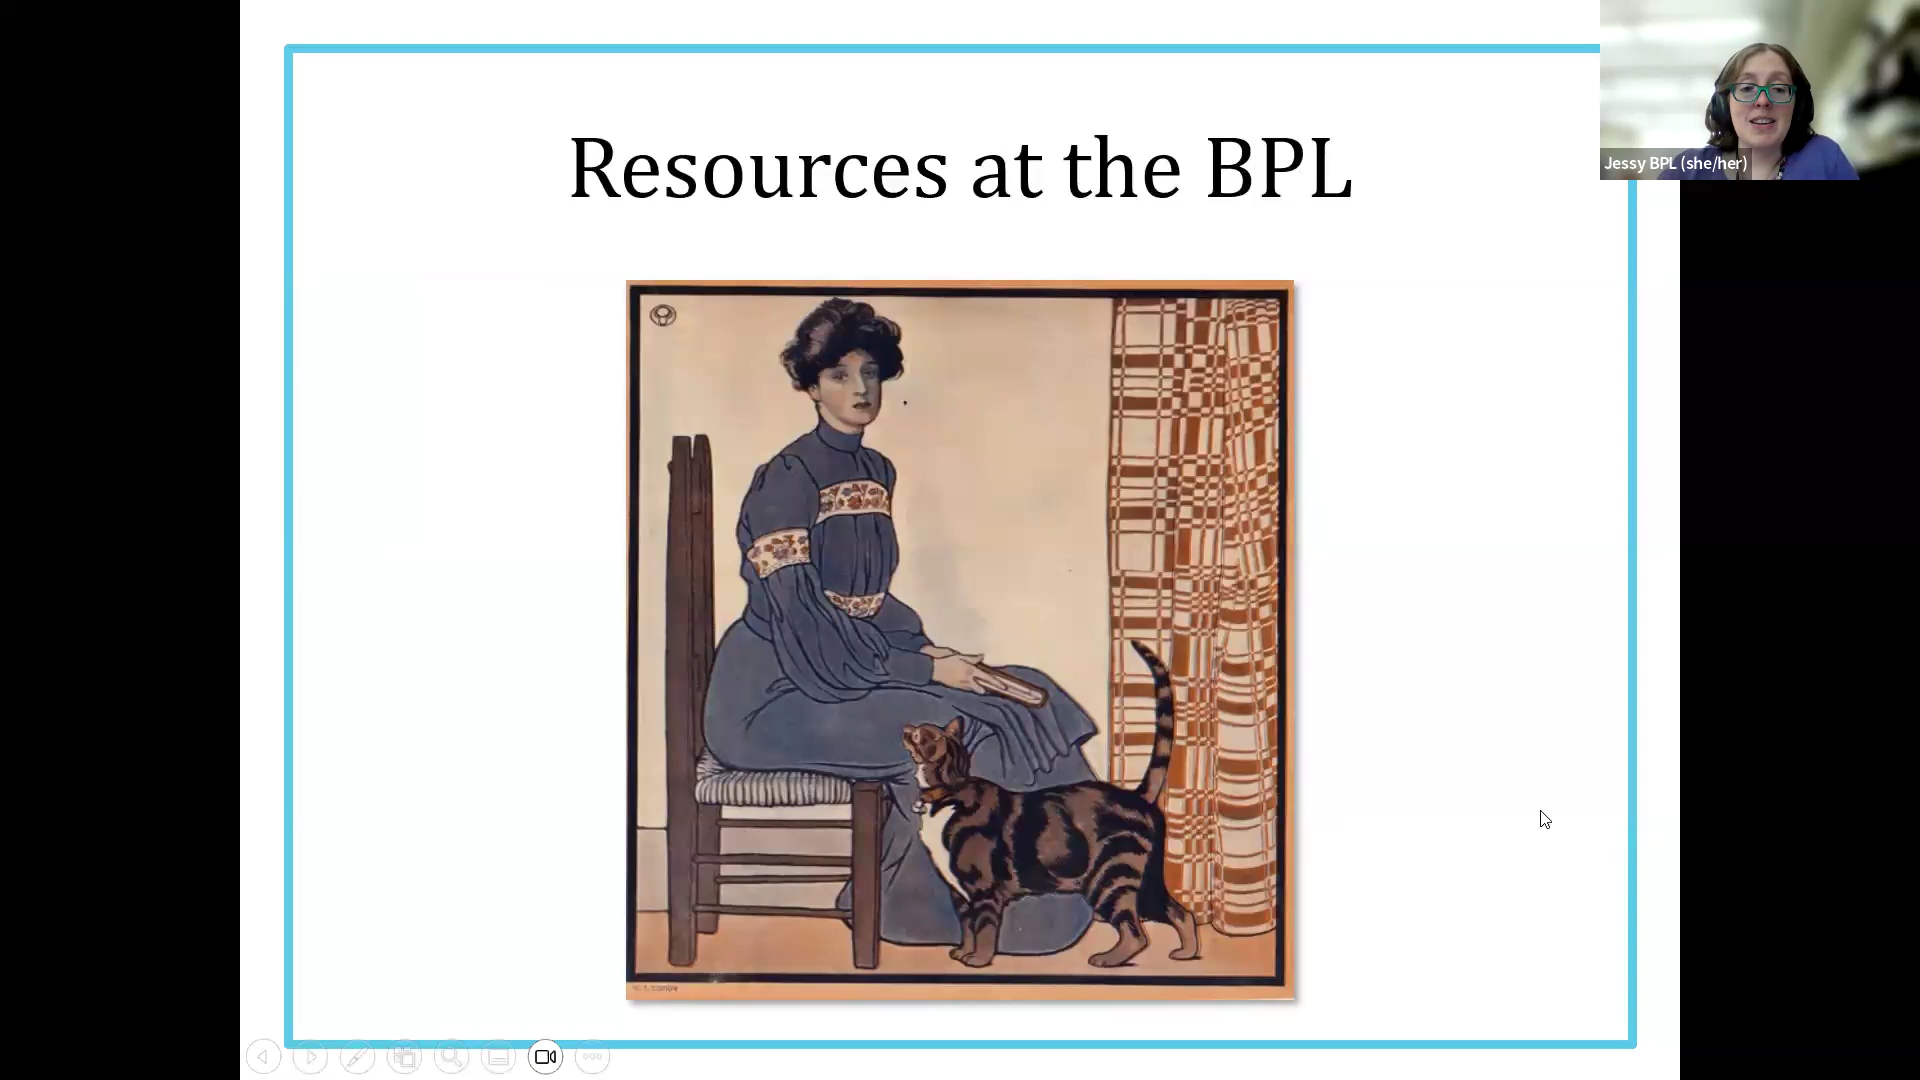 Resources at the BPL
Jessy BPL (she/her)